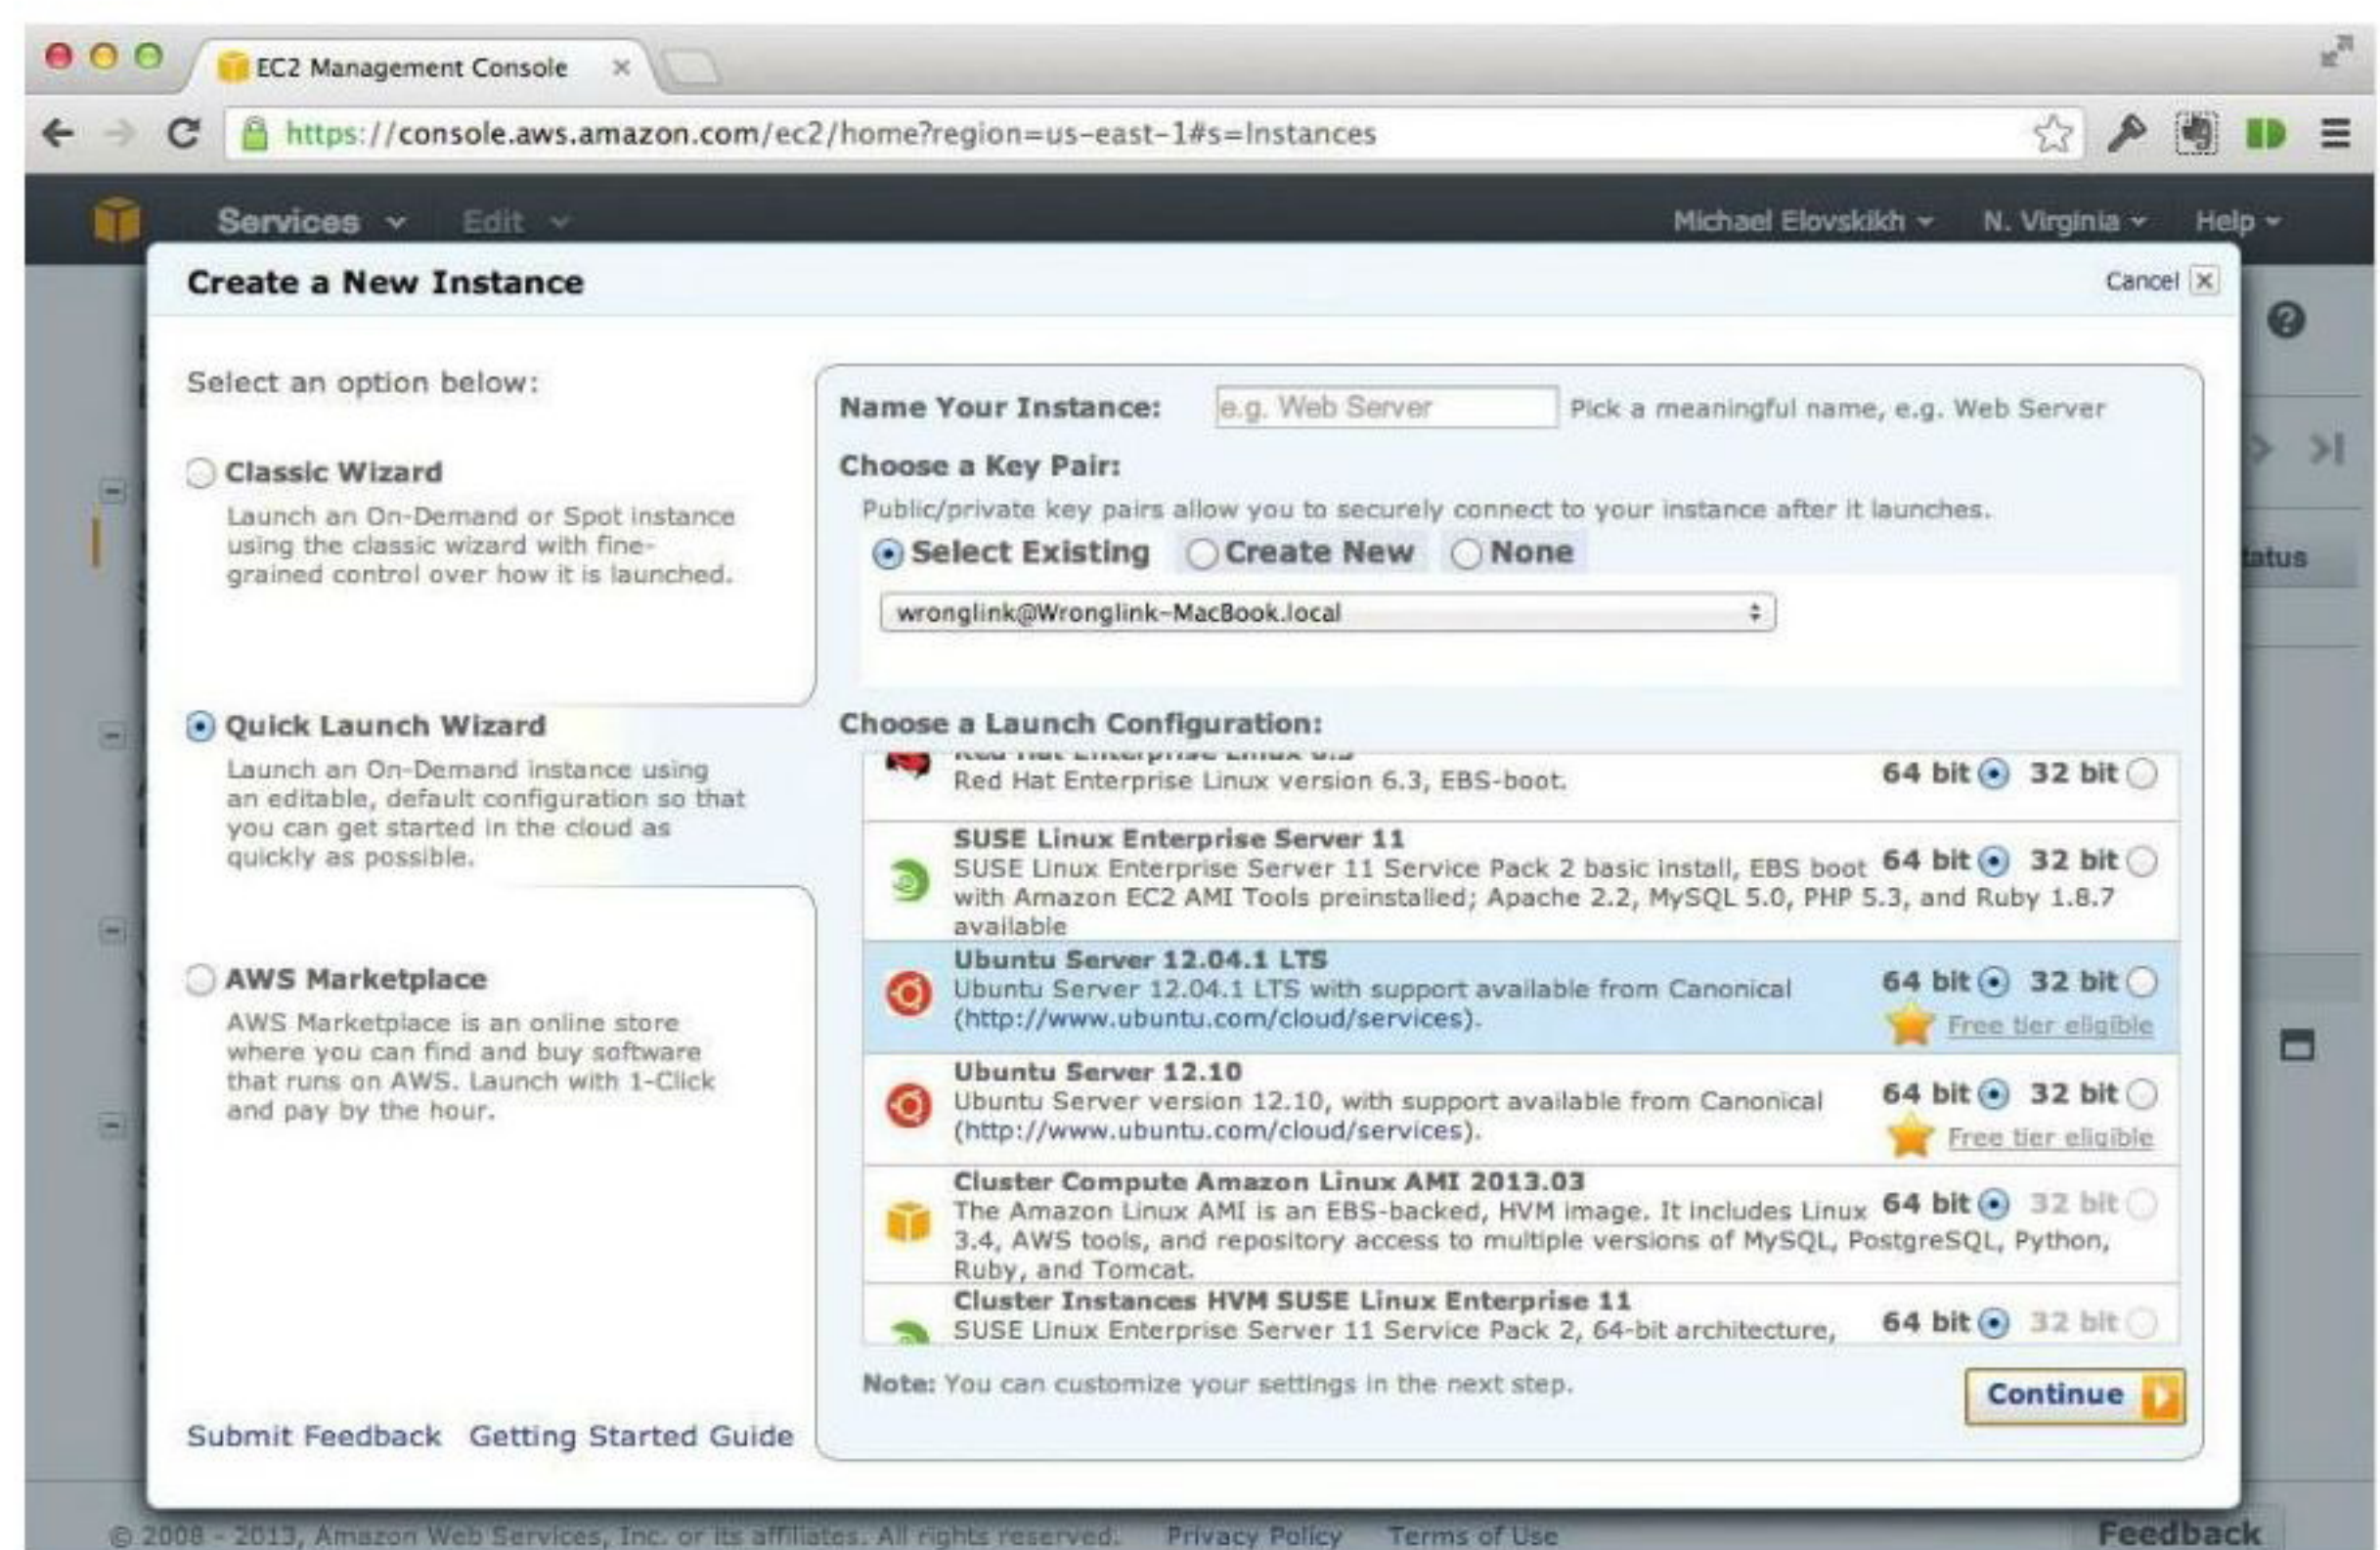 EC2 Management Console
https://console.aws.amazon.com/ec2/home?region=us-east-1#s=Instances
Services Edit Michael Elovskikh N. Virginia Help
Create a New Instance Cancel
Select an option below:
Classic Wizard
Launch an On-Demand or Spot instance
using the classic wizard with fine-
grained control over how it is launched.
Quick Launch Wizard
Launch an On-Demand instance using
an editable, default configuration so that
you can get started in the cloud as
quickly as possible.
AWS Marketplace
AWS Marketplace is an online store
where you can find and buy software
that runs on AWS. Launch with 1-Click
and pay by the hour.
Submit Feedback Getting Started Guide
Name Your Instance: e.g. Web Server Pick a meaningful name, e.g. Web Server
Choose a Key Pair:
Public/private key pairs allow you to securely connect to your instance after it launches.
Select Existing Create New None
wronglink@Wronglink-MacBook.local
Choose a Launch Configuration:
Red Hat Enterprise Linux 6.3
Red Hat Enterprise Linux version 6.3, EBS-boot. 64 bit 32 bit
SUSE Linux Enterprise Server 11
SUSE Linux Enterprise Server 11 Service Pack 2 basic install, EBS boot 64 bit 32 bit
with Amazon EC2 AMI Tools preinstalled; Apache 2.2, MySQL 5.0, PHP 5.3, and Ruby 1.8.7
available
Ubuntu Server 12.04.1 LTS
Ubuntu Server 12.04.1 LTS with support available from Canonical 64 bit 32 bit
(http://www.ubuntu.com/cloud/services). Free tier eligible
Ubuntu Server 12.10
Ubuntu Server version 12.10, with support available from Canonical 64 bit 32 bit
(http://www.ubuntu.com/cloud/services). Free tier eligible
Cluster Compute Amazon Linux AMI 2013.03
The Amazon Linux AMI is an EBS-backed, HVM image. It includes Linux 64 bit 32 bit
3.4, AWS tools, and repository access to multiple versions of MySQL, PostgreSQL, Python,
Ruby, and Tomcat.
Cluster Instances HVM SUSE Linux Enterprise 11
SUSE Linux Enterprise Server 11 Service Pack 2, 64-bit architecture, 64 bit 32 bit
Note: You can customize your settings in the next step.
Continue
tatus
© 2008 - 2013, Amazon Web Services, Inc. or its affiliates. All rights reserved. Privacy Policy Terms of Use Feedback